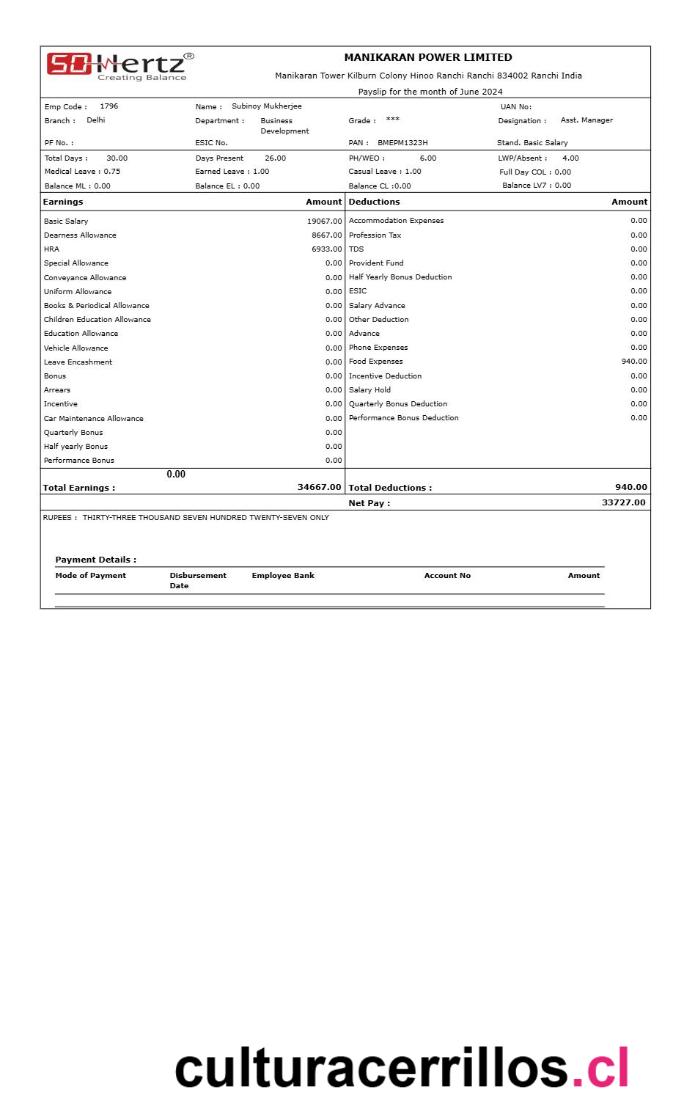 50Hertz®
Creating Balance
MANIKARAN POWER LIMITED
Manikaran Tower Kilburn Colony Hinoo Ranchi Ranchi 834002 Ranchi India
Payslip for the month of June 2024
Emp Code : 1796 Name : Subinoy Mukherjee UAN No:
Branch : Delhi Department : Business Development Grade : *** Designation : Asst. Manager
PF No. : ESIC No. PAN : BMEPM1323H Stand. Basic Salary
Total Days : 30.00 Days Present 26.00 PH/WEO : 6.00 LWP/Absent : 4.00
Medical Leave : 0.75 Earned Leave : 1.00 Casual Leave : 1.00 Full Day COL : 0.00
Balance ML : 0.00 Balance EL : 0.00 Balance CL :0.00 Balance LV7 : 0.00
Earnings Amount Deductions Amount
Basic Salary 19067.00 Accommodation Expenses 0.00
Dearness Allowance 8667.00 Profession Tax 0.00
HRA 6933.00 TDS 0.00
Special Allowance 0.00 Provident Fund 0.00
Conveyance Allowance 0.00 Half Yearly Bonus Deduction 0.00
Uniform Allowance 0.00 ESIC 0.00
Books & Periodical Allowance 0.00 Salary Advance 0.00
Children Education Allowance 0.00 Other Deduction 0.00
Education Allowance 0.00 Advance 0.00
Vehicle Allowance 0.00 Phone Expenses 0.00
Leave Encashment 0.00 Food Expenses 940.00
Bonus 0.00 Incentive Deduction 0.00
Arrears 0.00 Salary Hold 0.00
Incentive 0.00 Quarterly Bonus Deduction 0.00
Car Maintenance Allowance 0.00 Performance Bonus Deduction 0.00
Quarterly Bonus 0.00
Half yearly Bonus 0.00
Performance Bonus 0.00
0.00
Total Earnings : 34667.00 Total Deductions : 940.00
Net Pay : 33727.00
RUPEES : THIRTY-THREE THOUSAND SEVEN HUNDRED TWENTY-SEVEN ONLY
Payment Details :
Mode of Payment Disbursement Date Employee Bank Account No Amount
culturacerrillos.cl